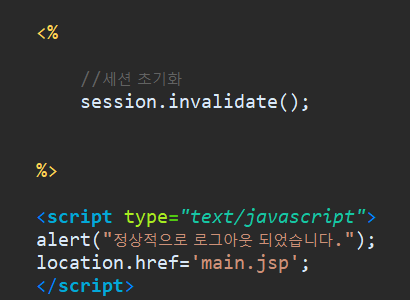 <%
//세션 초기화
session.invalidate();
%>
<script type="text/javascript">
alert("정상적으로 로그아웃 되었습니다.");
location.href='main.jsp';
</script>